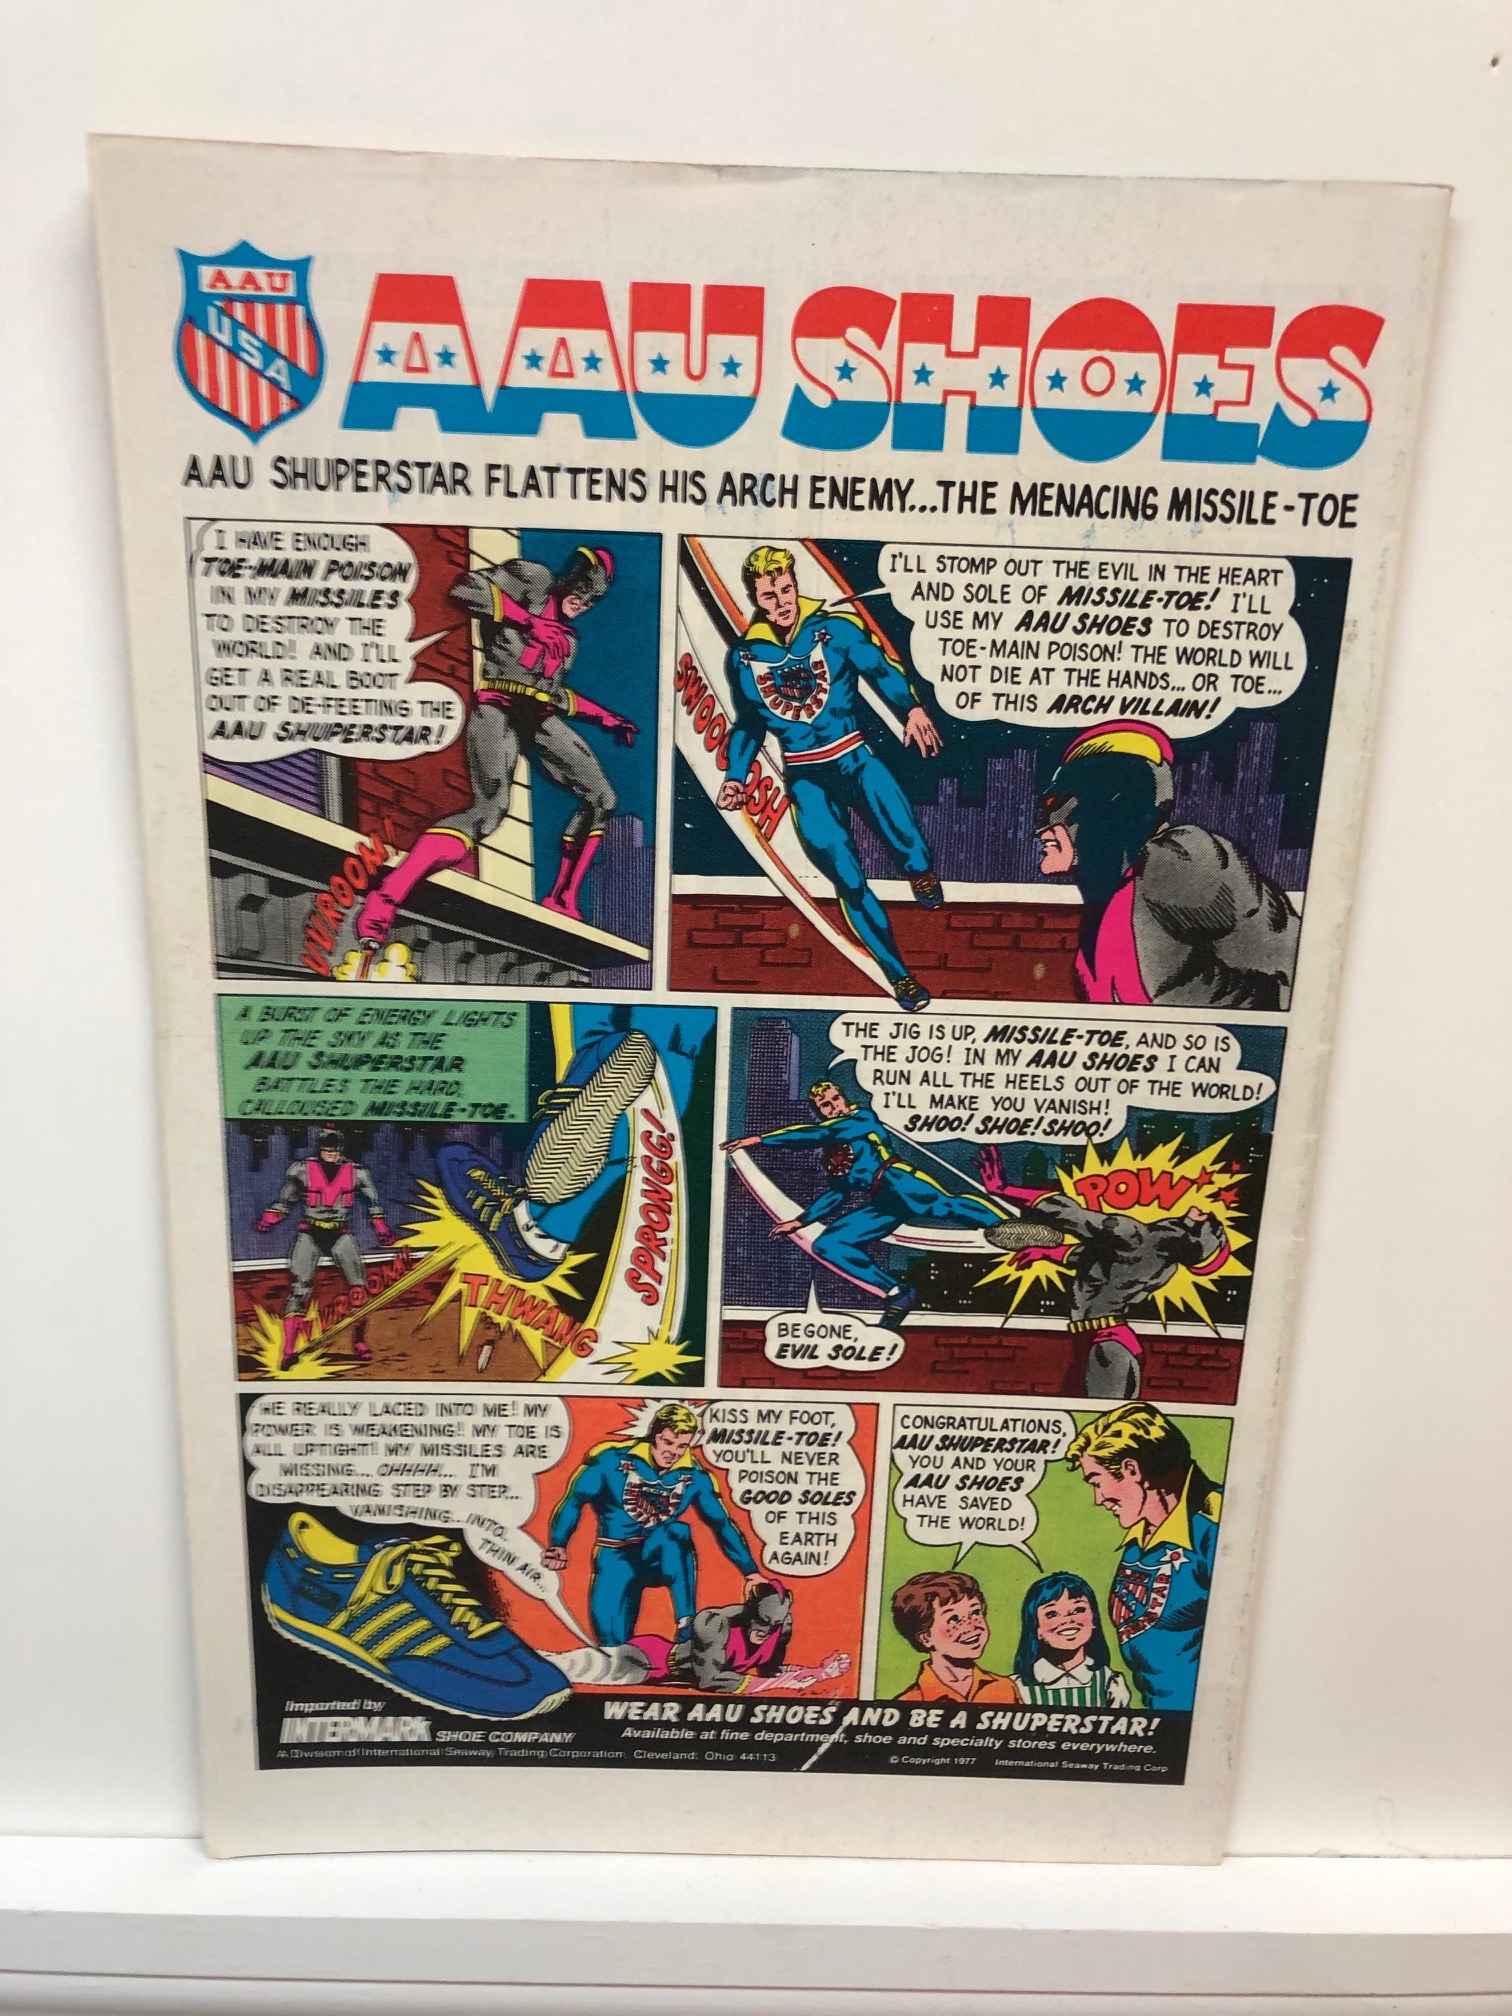 AAU
USA
AAU SHOES
AAU SHUPERSTAR FLATTENS HIS ARCH ENEMY...THE MENACING MISSILE-TOE
I HAVE ENOUGH
TOE-MAIN POISON
IN MY MISSILES
TO DESTROY THE
WORLD! AND I'LL
GET A REAL BOOT
OUT OF DE-FEETING THE
AAU SHUPERSTAR!
VVROOM!
I'LL STOMP OUT THE EVIL IN THE HEART
AND SOLE OF MISSILE-TOE! I'LL
USE MY AAU SHOES TO DESTROY
TOE-MAIN POISON! THE WORLD WILL
NOT DIE AT THE HANDS... OR TOE...
OF THIS ARCH VILLAIN!
SWOOOOSH
SHUPERSTAR
A BURST OF ENERGY LIGHTS
UP THE SKY AS THE
AAU SHUPERSTAR
BATTLES THE HARD,
CALLOUSED MISSILE-TOE.
M
VVROOM!
THWANG
SPRONGG!
THE JIG IS UP, MISSILE-TOE, AND SO IS
THE JOG! IN MY AAU SHOES I CAN
RUN ALL THE HEELS OUT OF THE WORLD!
I'LL MAKE YOU VANISH!
SHOO! SHOE! SHOO!
POW
BEGONE,
EVIL SOLE!
HE REALLY LACED INTO ME! MY
POWER IS WEAKENING! MY TOE IS
ALL UPTIGHT! MY MISSILES ARE
MISSING... OHHHH... I'M
DISAPPEARING STEP BY STEP...
VANISHING...INTO.
THIN AIR...
KISS MY FOOT,
MISSILE-TOE!
YOU'LL NEVER
POISON THE
GOOD SOLES
OF THIS
EARTH
AGAIN!
CONGRATULATIONS,
AAU SHUPERSTAR!
YOU AND YOUR
AAU SHOES
HAVE SAVED
THE WORLD!
Imported by
INTERMARK SHOE COMPANY
A Division of International Seaway Trading Corporation, Cleveland, Ohio 44113
WEAR AAU SHOES AND BE A SHUPERSTAR!
Available at fine department, shoe and specialty stores everywhere.
© Copyright 1977 International Seaway Trading Corp